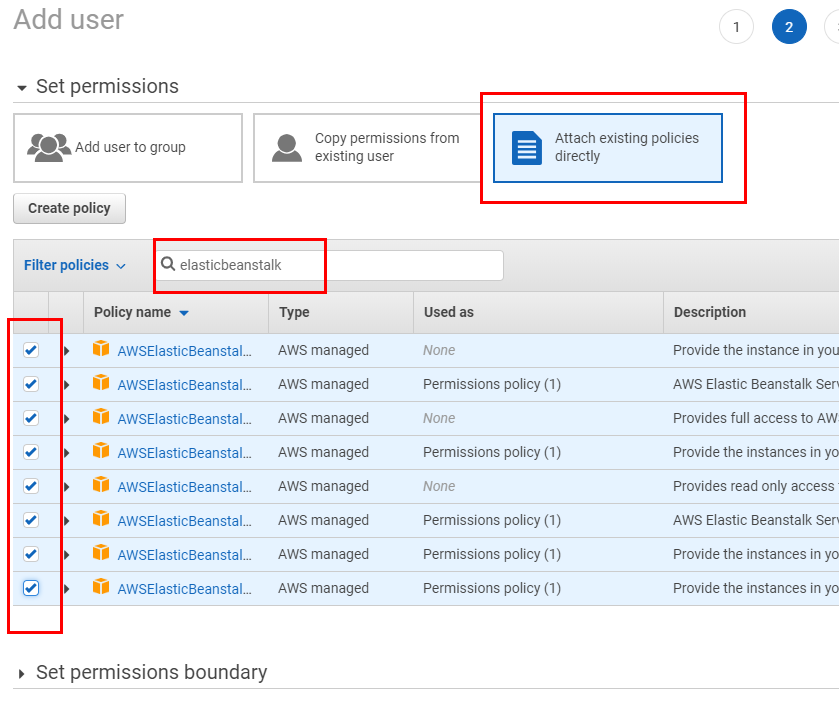 Add user
1
2
Set permissions
Add user to group
Copy permissions from
existing user
Attach existing policies
directly
Create policy
Filter policies
elasticbeanstalk
Policy name Type Used as Description
AWSElasticBeanstal... AWS managed None Provide the instance in you
AWSElasticBeanstal... AWS managed Permissions policy (1) AWS Elastic Beanstalk Ser
AWSElasticBeanstal... AWS managed None Provides full access to AW
AWSElasticBeanstal... AWS managed Permissions policy (1) Provide the instances in yo
AWSElasticBeanstal... AWS managed None Provides read only access
AWSElasticBeanstal... AWS managed Permissions policy (1) AWS Elastic Beanstalk Ser
AWSElasticBeanstal... AWS managed Permissions policy (1) Provide the instances in yo
AWSElasticBeanstal... AWS managed Permissions policy (1) Provide the instances in yo
Set permissions boundary